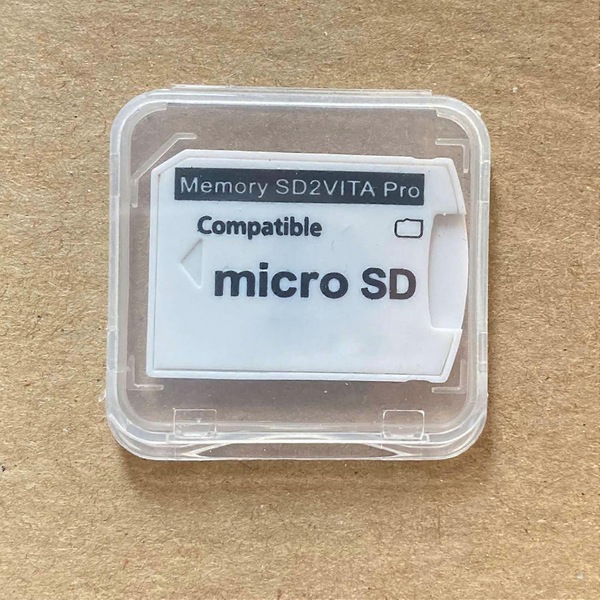 Memory SD2VITA Pro
Compatible
micro SD